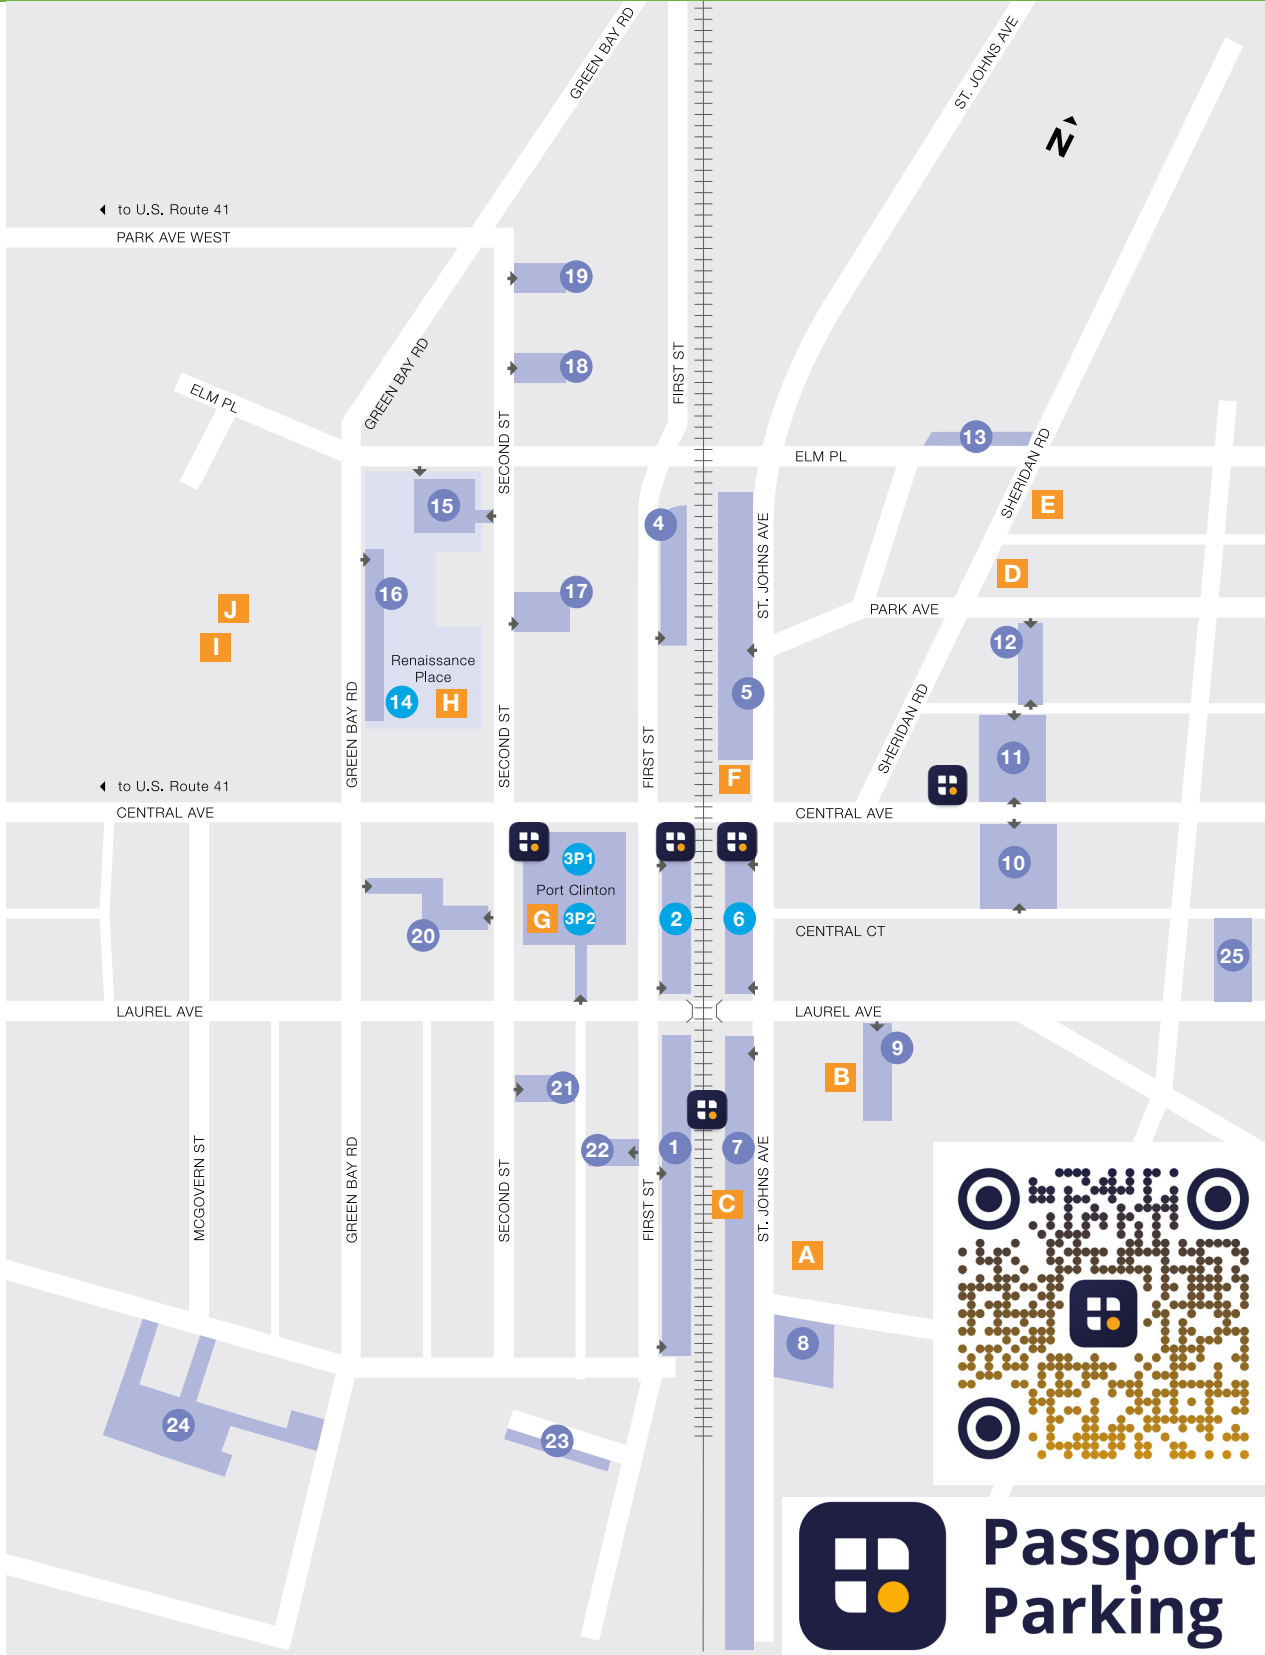 GREEN BAY RD
ST. JOHNS AVE
N
to U.S. Route 41
PARK AVE WEST
19
18
GREEN BAY RD
FIRST ST
ELM PL
SECOND ST
13
ELM PL
SHERIDAN RD
15
E
4
ST. JOHNS AVE
D
16
17
J
PARK AVE
I
12
Renaissance
Place
14
H
5
GREEN BAY RD
SECOND ST
FIRST ST
SHERIDAN RD
11
F
to U.S. Route 41
CENTRAL AVE
CENTRAL AVE
3P1
10
Port Clinton
G
3P2
2
6
20
CENTRAL CT
25
LAUREL AVE
LAUREL AVE
9
B
21
22
1
7
MCGOVERN ST
GREEN BAY RD
SECOND ST
FIRST ST
C
ST. JOHNS AVE
A
8
24
23
Passport
Parking